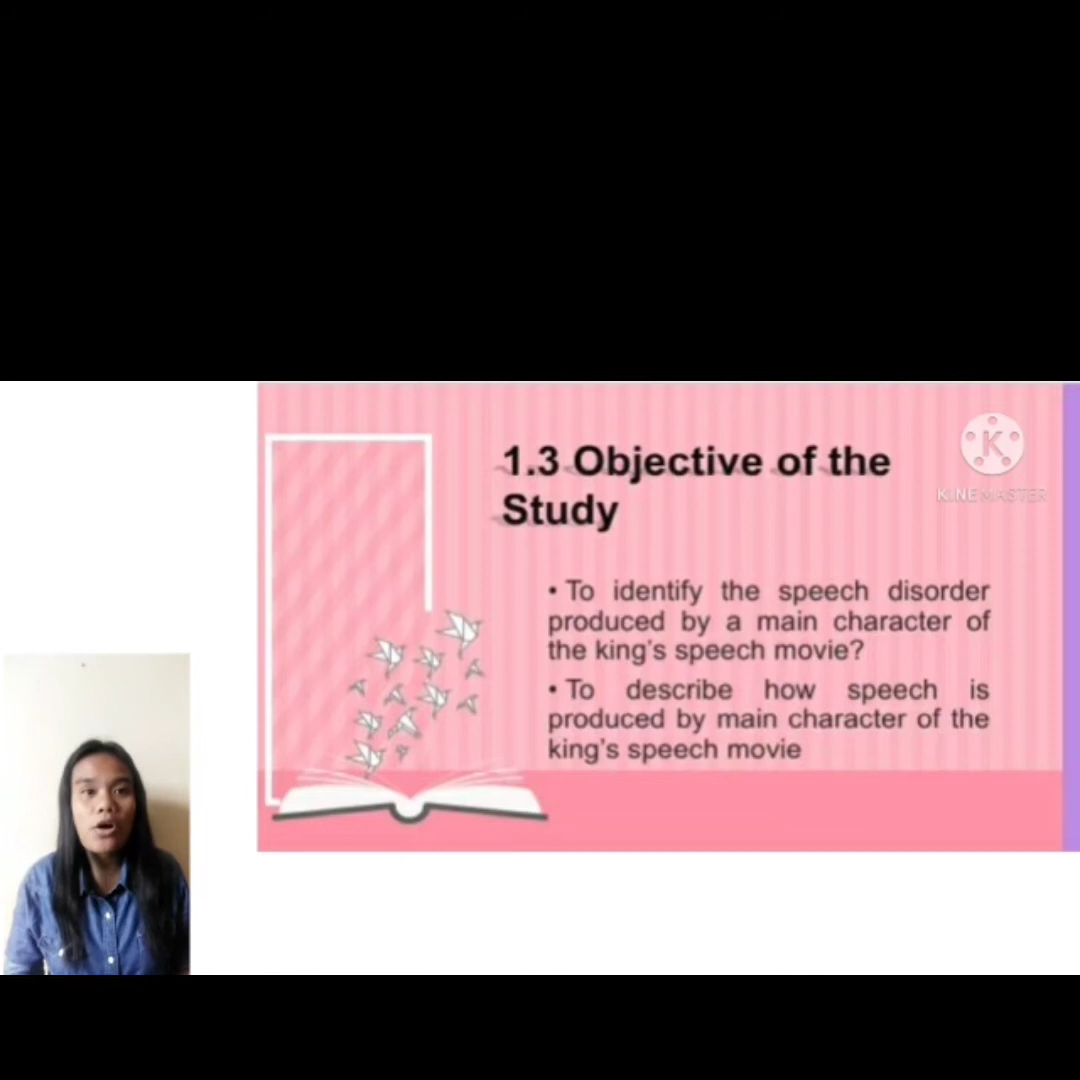 1.3 Objective of the
Study
K
KINEMASTER
• To identify the speech disorder
produced by a main character of
the king's speech movie?
• To describe how speech is
produced by main character of the
king's speech movie